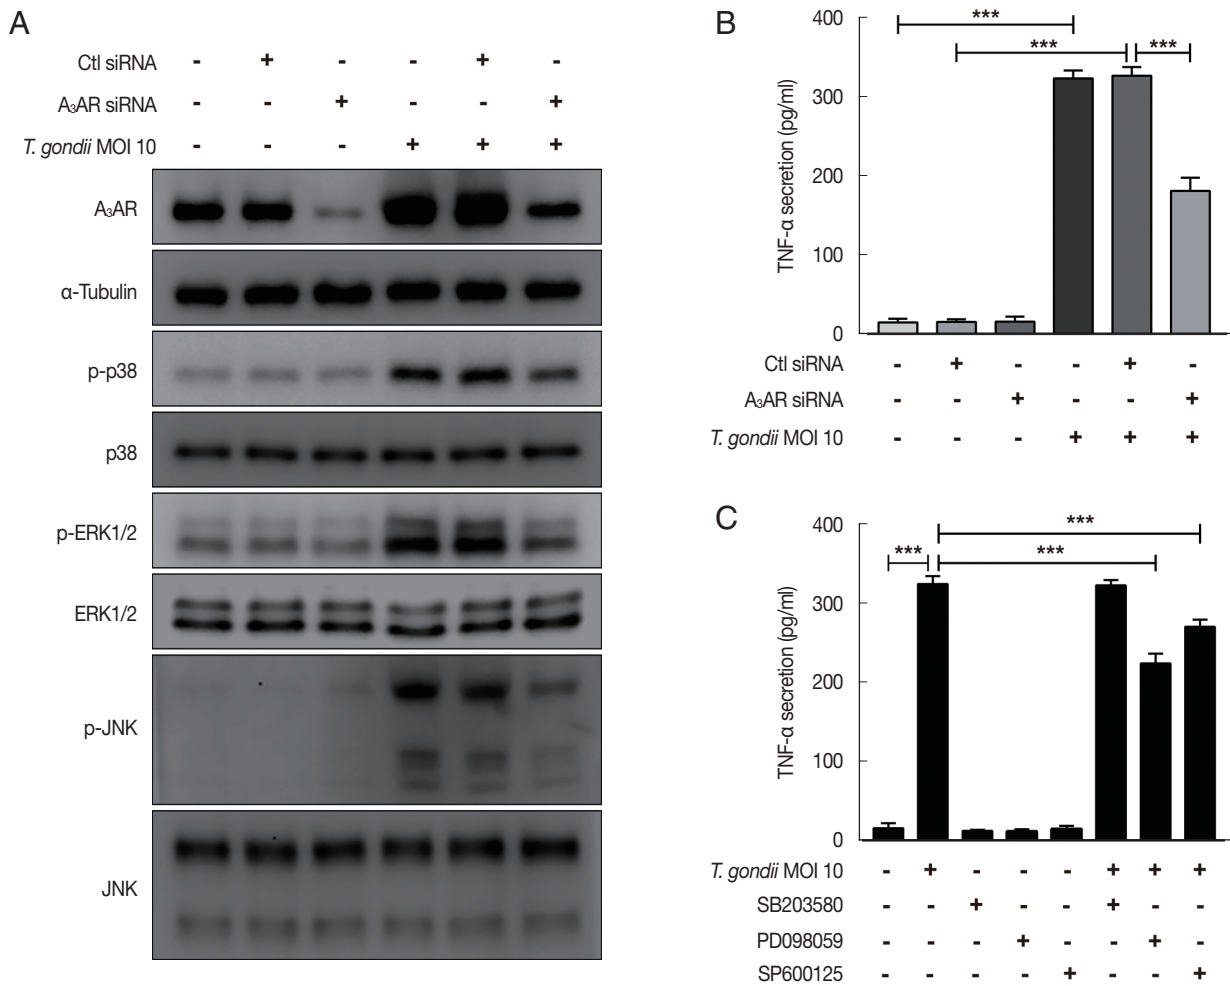 A
Ctl siRNA - + - - + -
A₃AR siRNA - - + - - +
T. gondii MOI 10 - - - + + +
A₃AR
α-Tubulin
p-p38
p38
p-ERK1/2
ERK1/2
p-JNK
JNK
B
TNF-α secretion (pg/ml)
400
300
200
100
0
***
*** ***
Ctl siRNA - + - - + -
A₃AR siRNA - - + - - +
T. gondii MOI 10 - - - + + +
C
TNF-α secretion (pg/ml)
400
300
200
100
0
***
*** ***
T. gondii MOI 10 - + - - - + + +
SB203580 - - + - - + - -
PD098059 - - - + - - + -
SP600125 - - - - + - - +